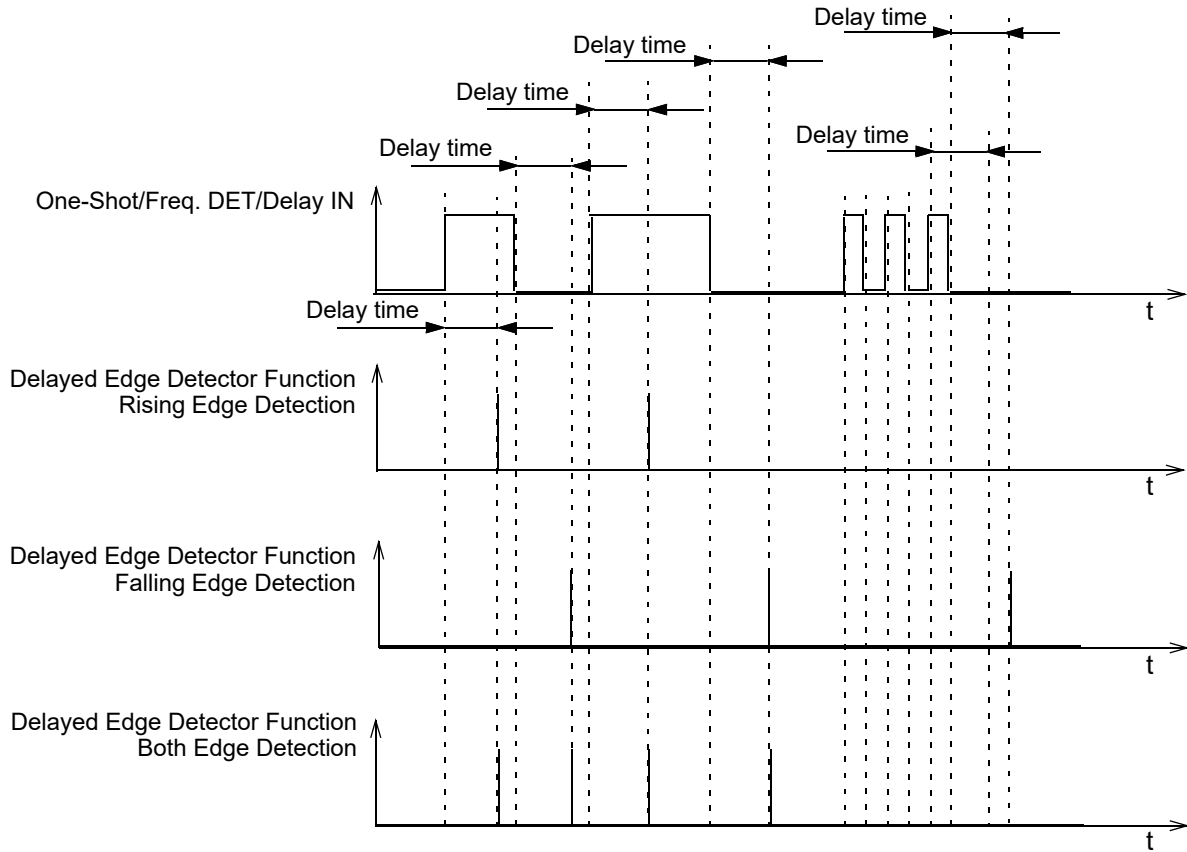 Delay time
Delay time
Delay time
Delay time
Delay time
Delay time
One-Shot/Freq. DET/Delay IN
t
Delay time
Delayed Edge Detector Function
Rising Edge Detection
t
Delayed Edge Detector Function
Falling Edge Detection
t
Delayed Edge Detector Function
Both Edge Detection
t